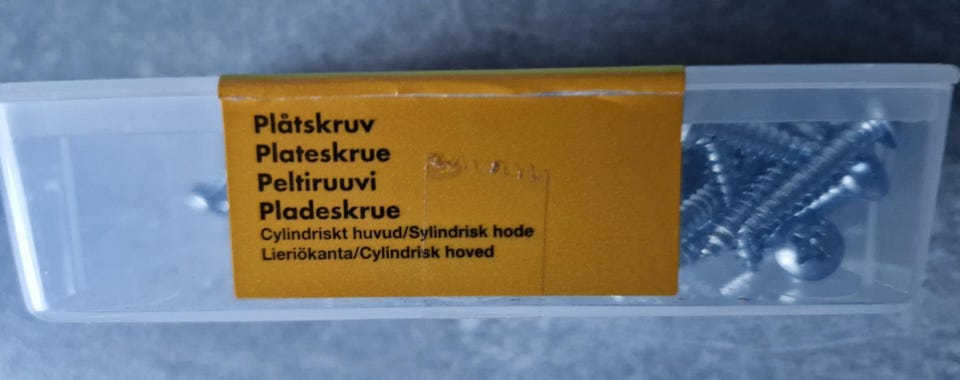 Plåtskruv
Plateskrue
Peltiruuvi
Pladeskrue
Cylindriskt huvud/Sylindrisk hode
Lieriökanta/Cylindrisk hoved